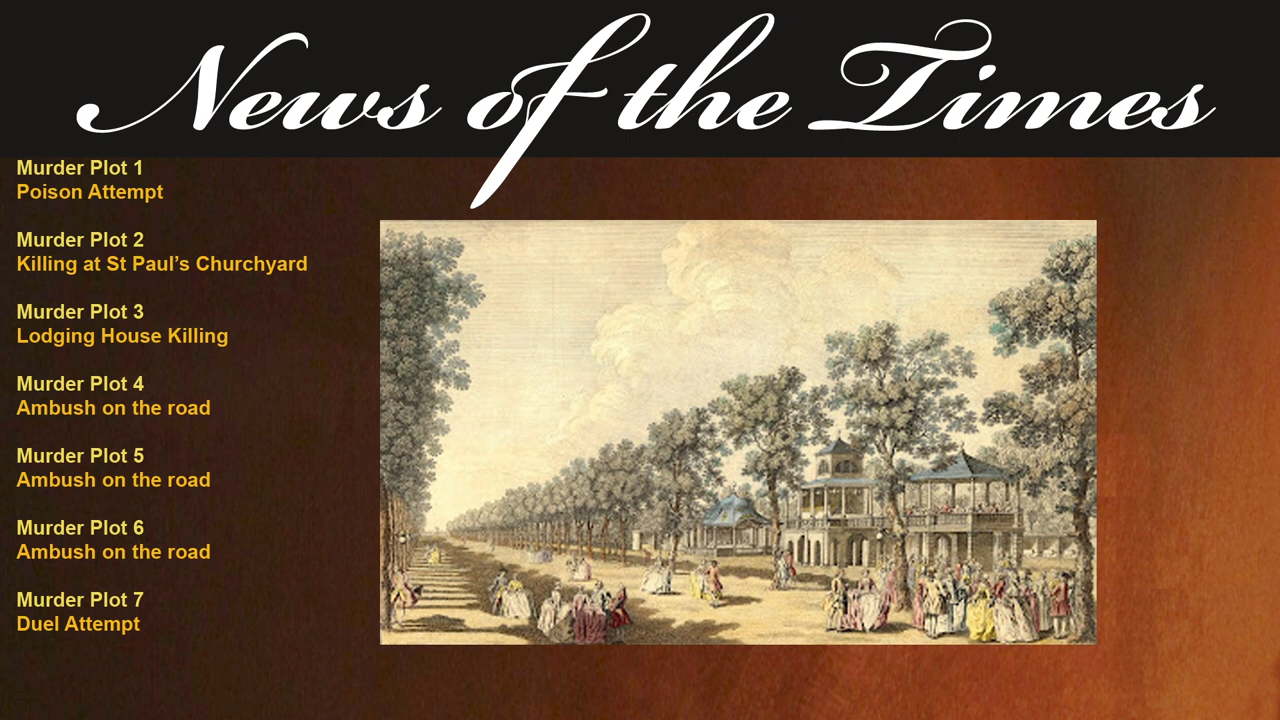 News of the Times
Murder Plot 1
Poison Attempt
Murder Plot 2
Killing at St Paul’s Churchyard
Murder Plot 3
Lodging House Killing
Murder Plot 4
Ambush on the road
Murder Plot 5
Ambush on the road
Murder Plot 6
Ambush on the road
Murder Plot 7
Duel Attempt